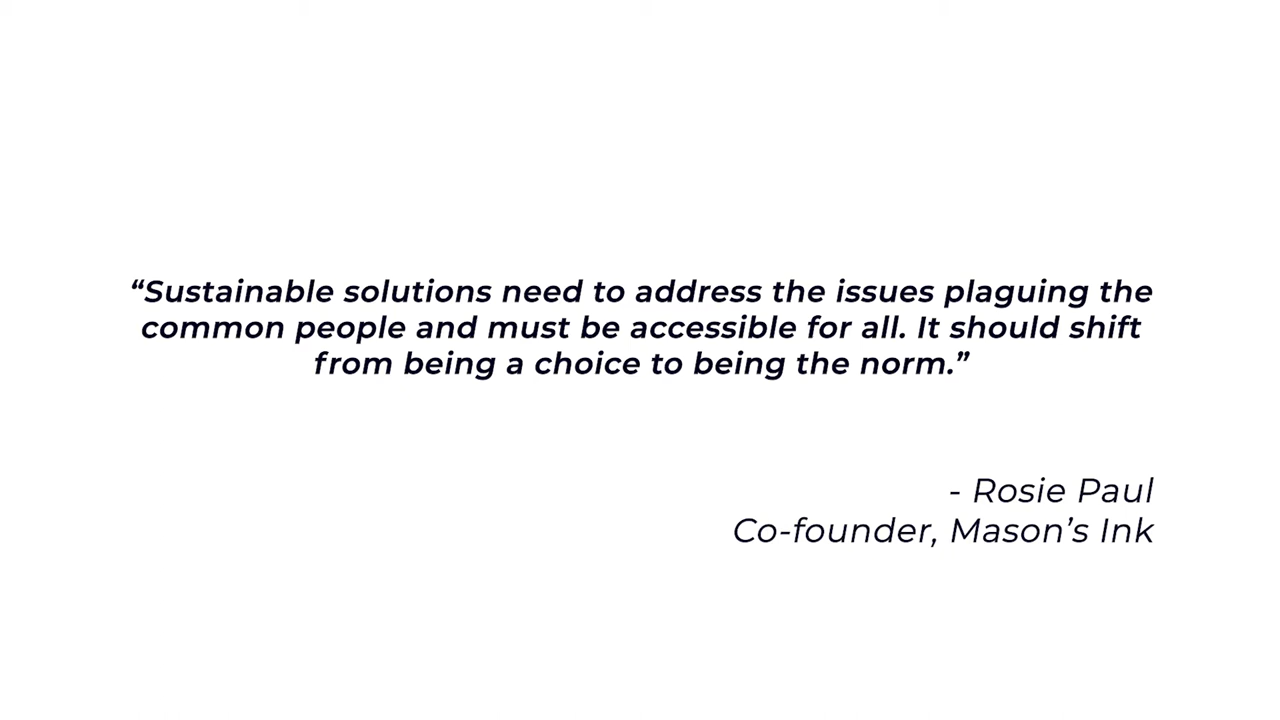 “Sustainable solutions need to address the issues plaguing the
common people and must be accessible for all. It should shift
from being a choice to being the norm.”
- Rosie Paul
Co-founder, Mason’s Ink